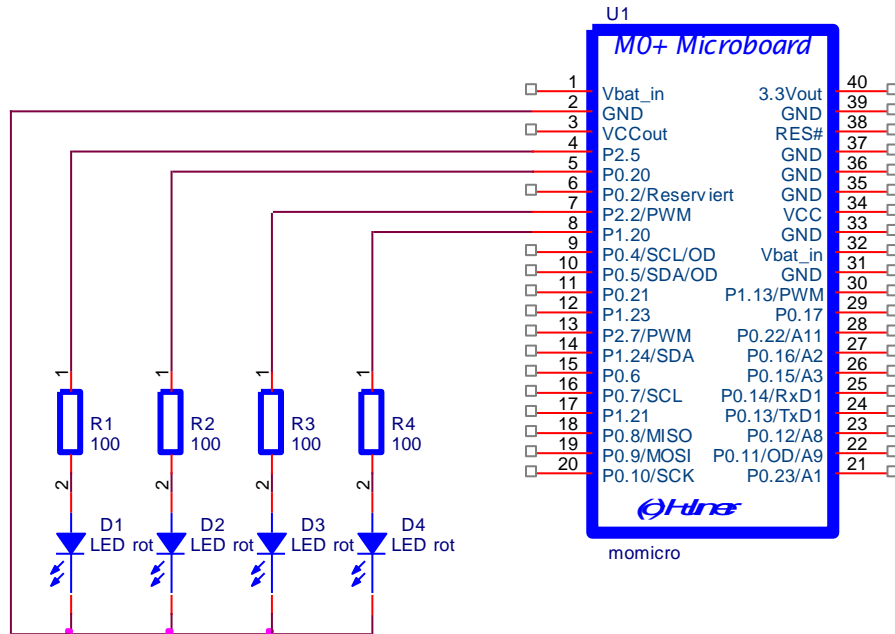 U1
M0+ Microboard
1 Vbat_in
2 GND
3 VCCout
4 P2.5
5 P0.20
6 P0.2/Reserviert
7 P2.2/PWM
8 P1.20
9 P0.4/SCL/OD
10 P0.5/SDA/OD
11 P0.21
12 P1.23
13 P2.7/PWM
14 P1.24/SDA
15 P0.6
16 P0.7/SCL
17 P1.21
18 P0.8/MISO
19 P0.9/MOSI
20 P0.10/SCK
3.3Vout 40
GND 39
RES# 38
GND 37
GND 36
GND 35
VCC 34
GND 33
Vbat_in 32
GND 31
P1.13/PWM 30
P0.17 29
P0.22/A11 28
P0.16/A2 27
P0.15/A3 26
P0.14/RxD1 25
P0.13/TxD1 24
P0.12/A8 23
P0.11/OD/A9 22
P0.23/A1 21
momicro
1 1 1 1
R1 R2 R3 R4
100 100 100 100
2 2 2 2
D1 D2 D3 D4
LED rot LED rot LED rot LED rot